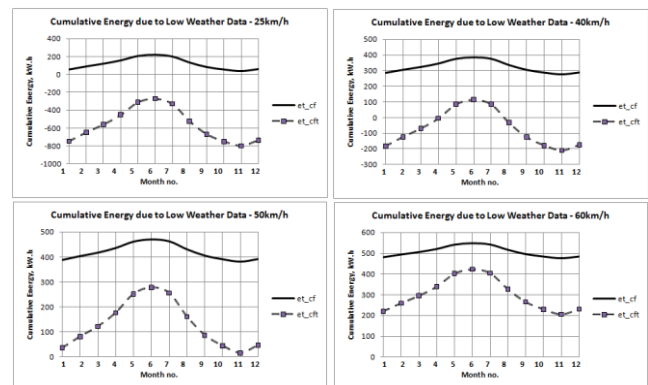 Cumulative Energy due to Low Weather Data - 25km/h
Cumulative Energy, kW.h
400
200
0
-200
-400
-600
-800
-1000
1 2 3 4 5 6 7 8 9 10 11 12
Month no.
et_cf
et_cft
Cumulative Energy due to Low Weather Data - 40km/h
Cumulative Energy, kW.h
500
400
300
200
100
0
-100
-200
-300
1 2 3 4 5 6 7 8 9 10 11 12
Month no.
et_cf
et_cft
Cumulative Energy due to Low Weather Data - 50km/h
Cumulative Energy, kW.h
500
400
300
200
100
0
1 2 3 4 5 6 7 8 9 10 11 12
Month no.
et_cf
et_cft
Cumulative Energy due to Low Weather Data - 60km/h
Cumulative Energy, kW.h
600
500
400
300
200
100
0
1 2 3 4 5 6 7 8 9 10 11 12
Month no.
et_cf
et_cft